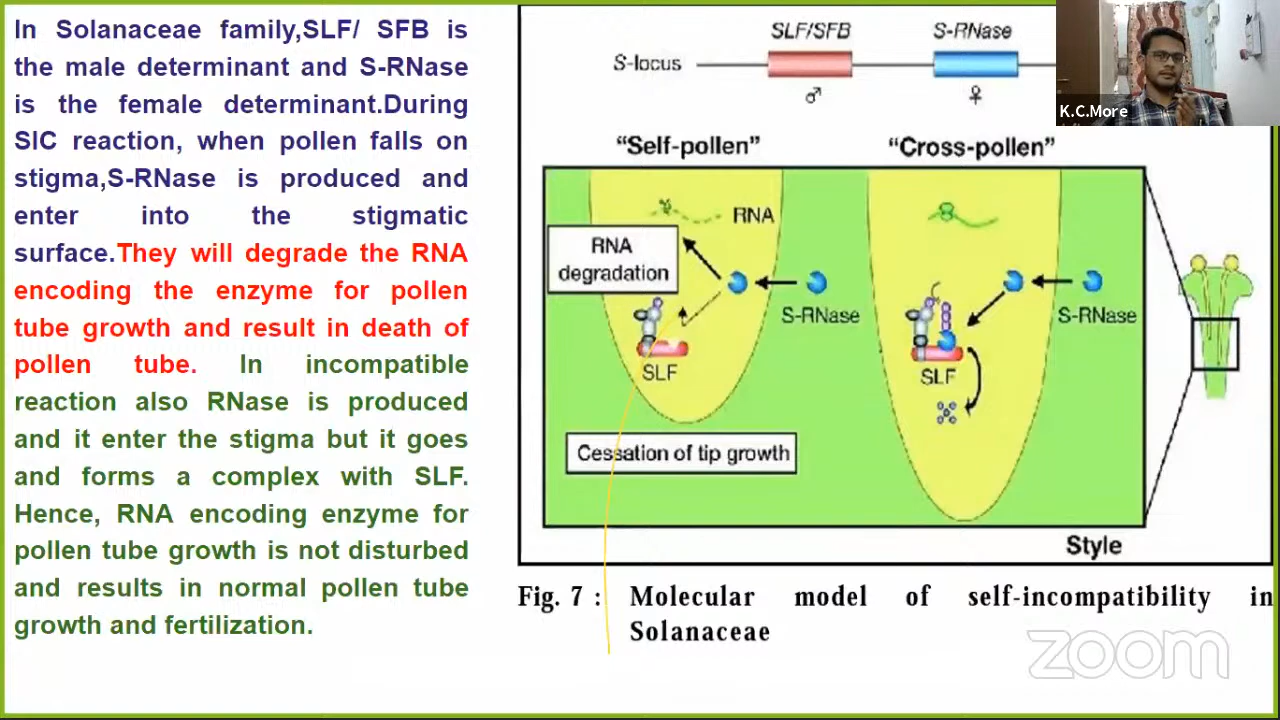 In Solanaceae family,SLF/ SFB is
the male determinant and S-RNase
is the female determinant.During
SIC reaction, when pollen falls on
stigma,S-RNase is produced and
enter into the stigmatic
surface.They will degrade the RNA
encoding the enzyme for pollen
tube growth and result in death of
pollen tube. In incompatible
reaction also RNase is produced
and it enter the stigma but it goes
and forms a complex with SLF.
Hence, RNA encoding enzyme for
pollen tube growth is not disturbed
and results in normal pollen tube
growth and fertilization.
SLF/SFB
S-RNase
S-locus
♂
♀
K.C.More
“Self-pollen”
“Cross-pollen”
RNA
RNA
degradation
S-RNase
S-RNase
SLF
SLF
Cessation of tip growth
Style
Fig. 7 : Molecular model of self-incompatibility in
Solanaceae
zoom